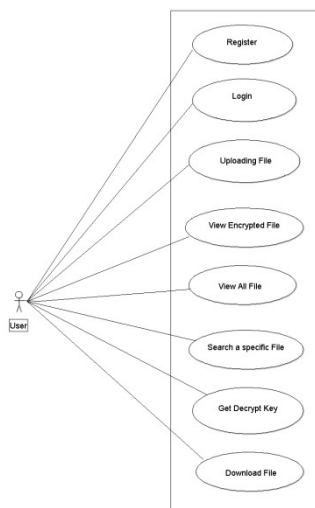 Register
Login
Uploading File
View Encrypted File
View All File
User
Search a specific File
Get Decrypt Key
Download File